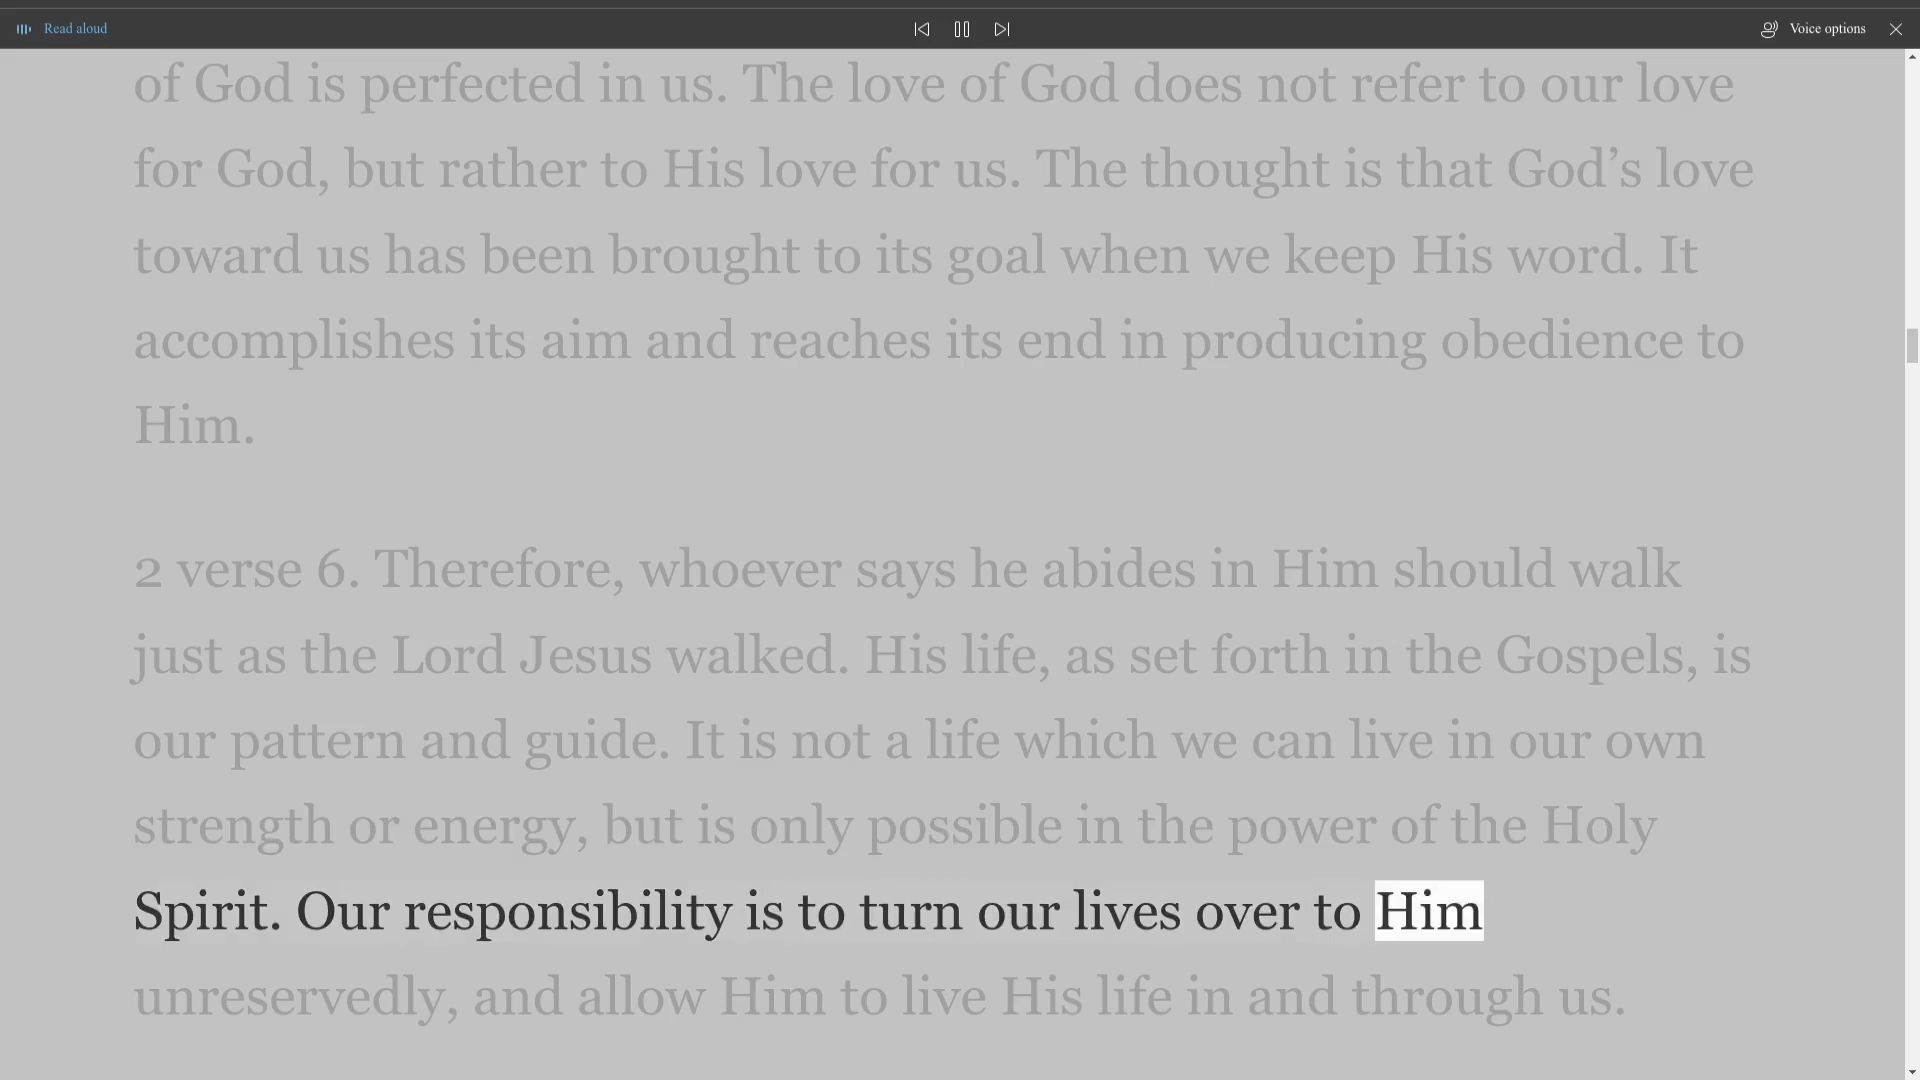 Read aloud
Voice options
of God is perfected in us. The love of God does not refer to our love
for God, but rather to His love for us. The thought is that God’s love
toward us has been brought to its goal when we keep His word. It
accomplishes its aim and reaches its end in producing obedience to
Him.
2 verse 6. Therefore, whoever says he abides in Him should walk
just as the Lord Jesus walked. His life, as set forth in the Gospels, is
our pattern and guide. It is not a life which we can live in our own
strength or energy, but is only possible in the power of the Holy
Spirit. Our responsibility is to turn our lives over to Him
unreservedly, and allow Him to live His life in and through us.